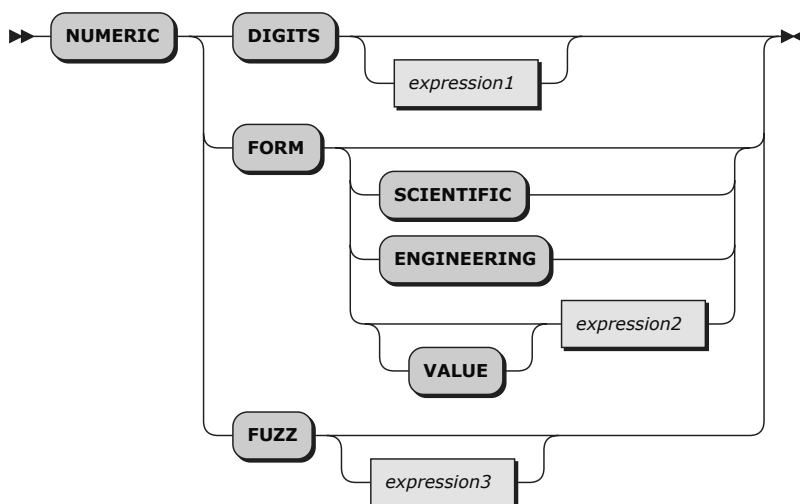 NUMERIC DIGITS
expression1
FORM
SCIENTIFIC
ENGINEERING
expression2
VALUE
FUZZ
expression3